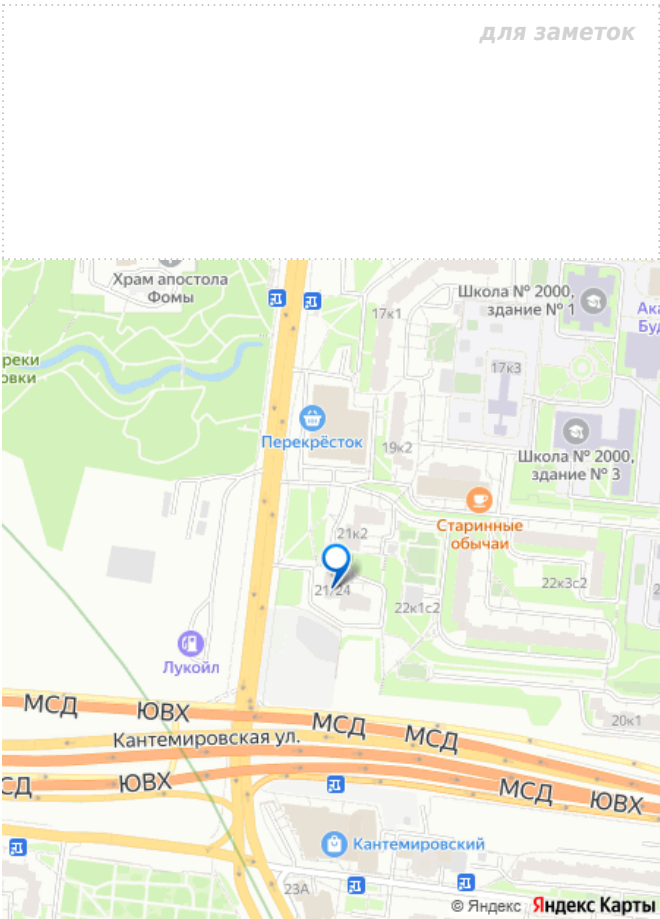 для заметок
Храм апостола
Фомы
Школа № 2000,
здание № 1
17к1
Ака
Буд
реки
овки
17к3
Перекрёсток
19к2
Школа № 2000,
здание № 3
Старинные
обычаи
21к2
21/24
22к3с2
2
22к1с2
Лукойл
МСД
ЮВХ
МСД
МСД
20к1
Кантемировская ул.
СД
ЮВХ
МСД
ЮВХ
Кантемировский
23А
© Яндекс
Яндекс Карты